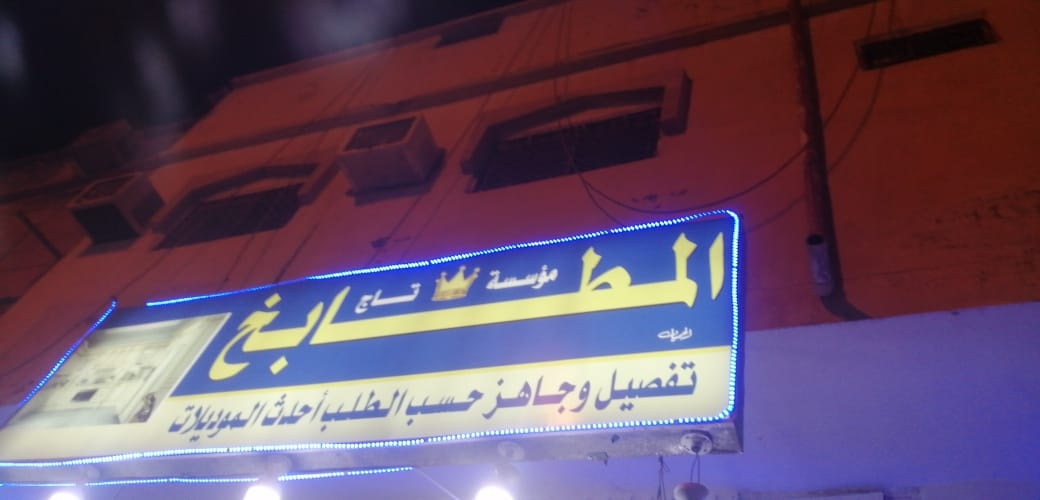 مؤسسة تاج
المطابخ
تفصيل وجاهز حسب الطلب أحدث الموديلات